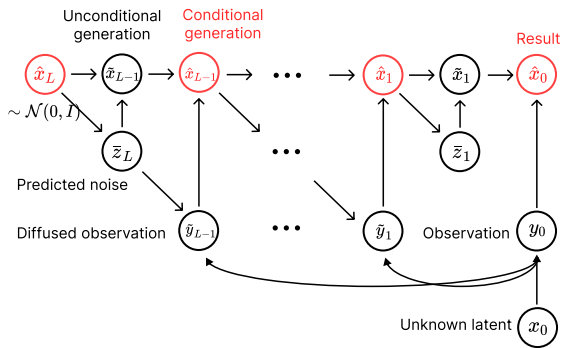 Unconditional
generation
Conditional
generation
Result
x̂_L
x̃_{L−1}
x̂_{L−1}
•••
x̂_1
x̃_1
x̂_0
∼ 𝒩(0, I)
z̄_L
•••
z̄_1
Predicted noise
Diffused observation
ỹ_{L−1}
•••
ỹ_1
Observation
y_0
Unknown latent
x_0